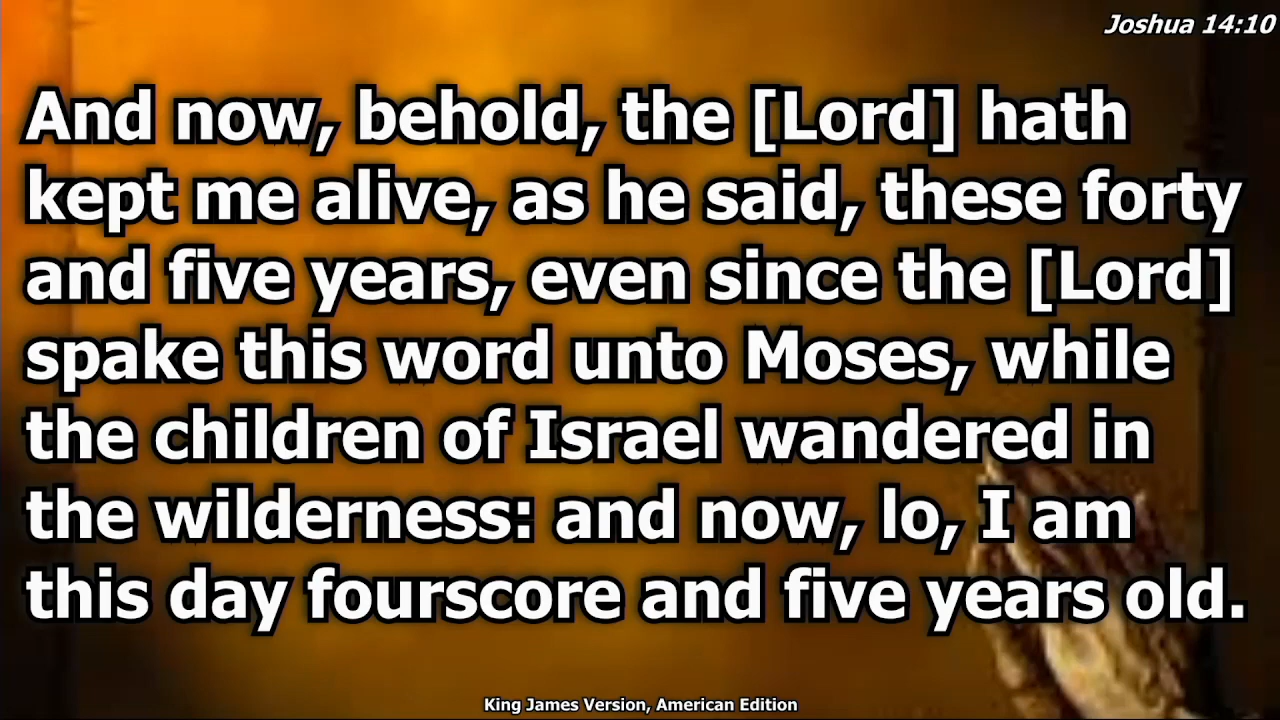 Joshua 14:10
And now, behold, the [Lord] hath
kept me alive, as he said, these forty
and five years, even since the [Lord]
spake this word unto Moses, while
the children of Israel wandered in
the wilderness: and now, lo, I am
this day fourscore and five years old.
King James Version, American Edition